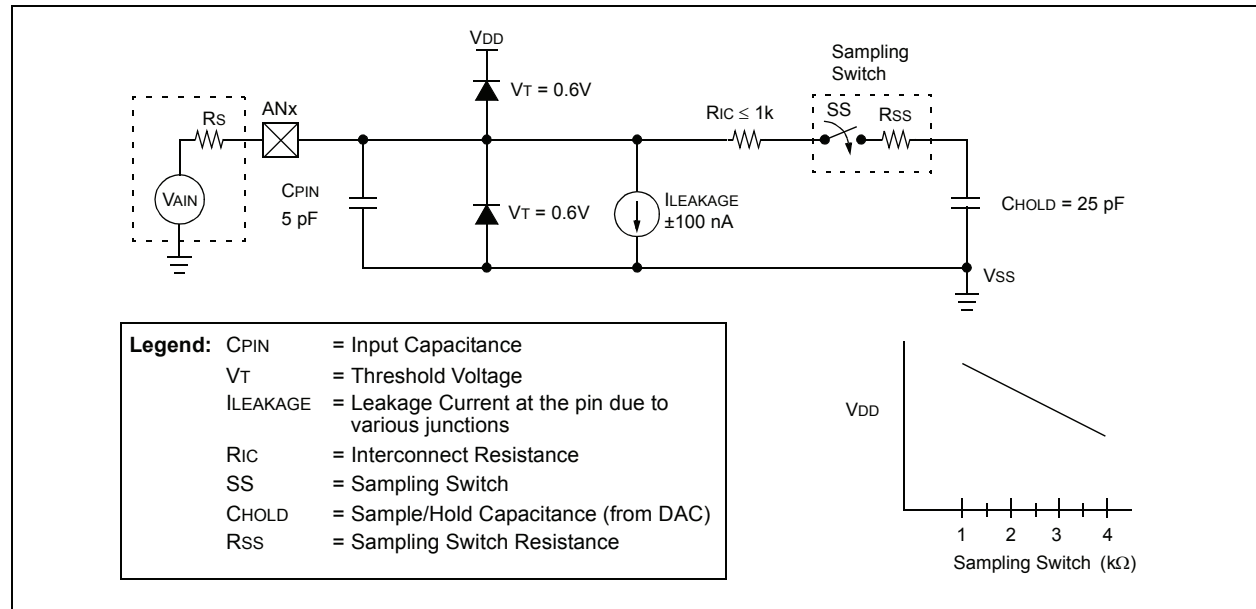 VDD
Sampling
Switch
VT = 0.6V
RS
ANx
RIC ≤ 1k
SS
RSS
VAIN
CPIN
5 pF
VT = 0.6V
ILEAKAGE
±100 nA
CHOLD = 25 pF
VSS
Legend: CPIN = Input Capacitance
VT = Threshold Voltage
ILEAKAGE = Leakage Current at the pin due to
various junctions
RIC = Interconnect Resistance
SS = Sampling Switch
CHOLD = Sample/Hold Capacitance (from DAC)
RSS = Sampling Switch Resistance
VDD
1 2 3 4
Sampling Switch (kΩ)